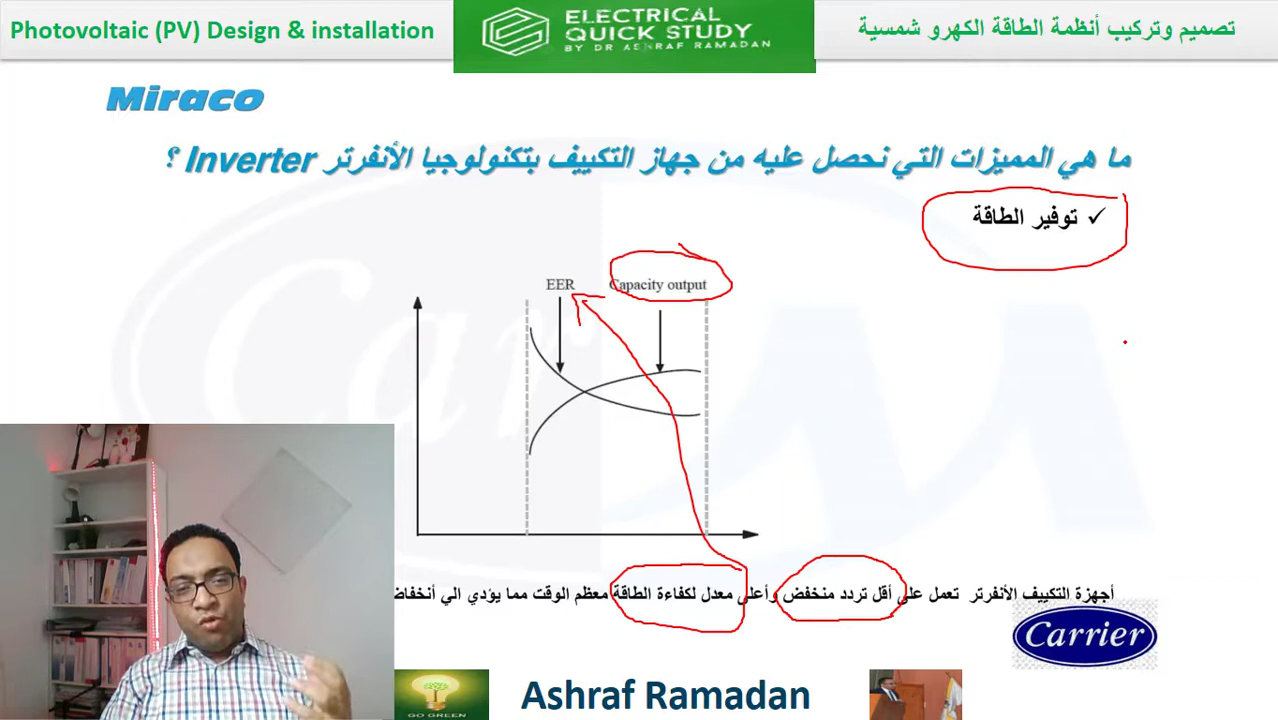 Photovoltaic (PV) Design & installation
ELECTRICAL
QUICK STUDY
BY DR ASHRAF RAMADAN
تصميم وتركيب أنظمة الطاقة الكهرو شمسية
Miraco
ما هي المميزات التي نحصل عليه من جهاز التكييف بتكنولوجيا الأنفرتر Inverter ؟
✓ توفير الطاقة
EER
Capacity output
أجهزة التكييف الأنفرتر تعمل على أقل تردد منخفض وأعلى معدل لكفاءة الطاقة معظم الوقت مما يؤدي الي
Carrier
GO GREEN
Ashraf Ramadan